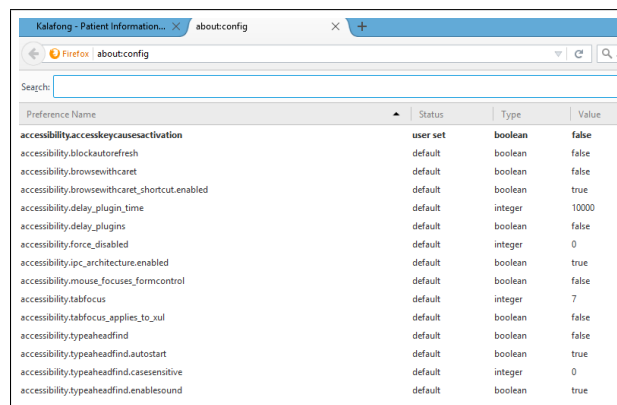 Kalafong - Patient Information...
about:config
Firefox about:config
Search:
Preference Name Status Type Value
accessibility.accesskeycausesactivation user set boolean false
accessibility.blockautorefresh default boolean false
accessibility.browsewithcaret default boolean false
accessibility.browsewithcaret_shortcut.enabled default boolean true
accessibility.delay_plugin_time default integer 10000
accessibility.delay_plugins default boolean false
accessibility.force_disabled default integer 0
accessibility.ipc_architecture.enabled default boolean true
accessibility.mouse_focuses_formcontrol default boolean false
accessibility.tabfocus default integer 7
accessibility.tabfocus_applies_to_xul default boolean false
accessibility.typeaheadfind default boolean false
accessibility.typeaheadfind.autostart default boolean true
accessibility.typeaheadfind.casesensitive default integer 0
accessibility.typeaheadfind.enablesound default boolean true